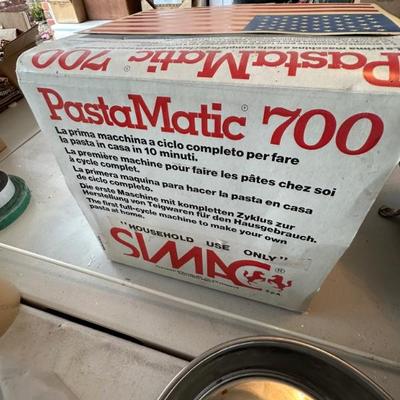 PastaMatic 700
PastaMatic® 700
La prima macchina a ciclo completo per fare
la pasta in casa in 10 minuti.
La première machine pour faire les pâtes chez soi
à cycle complet.
La primera maquina para hacer la pasta en casa
de ciclo completo.
Die erste Maschine mit kompletten Zyklus zur
Herstellung von Teigwaren für den Hausgebrauch.
The first full-cycle machine to make your own
pasta at home.
"HOUSEHOLD USE ONLY"
SIMAC®
S.p.A.